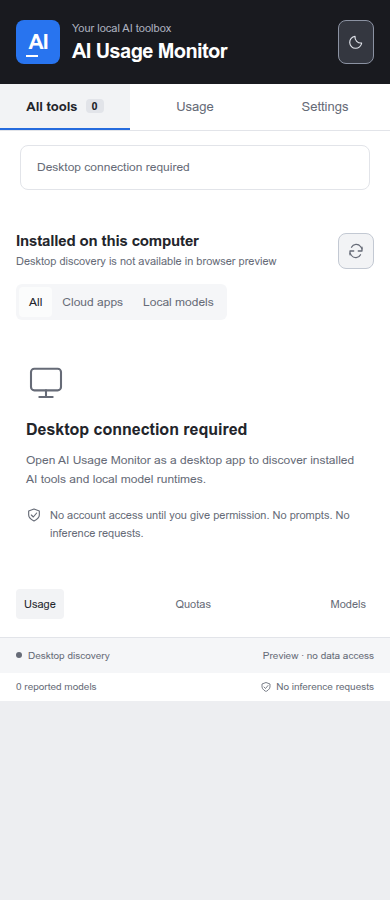 AI
Your local AI toolbox
AI Usage Monitor
All tools 0
Usage
Settings
Desktop connection required
Installed on this computer
Desktop discovery is not available in browser preview
All
Cloud apps
Local models
Desktop connection required
Open AI Usage Monitor as a desktop app to discover installed
AI tools and local model runtimes.
No account access until you give permission. No prompts. No
inference requests.
Usage
Quotas
Models
Desktop discovery
Preview · no data access
0 reported models
No inference requests